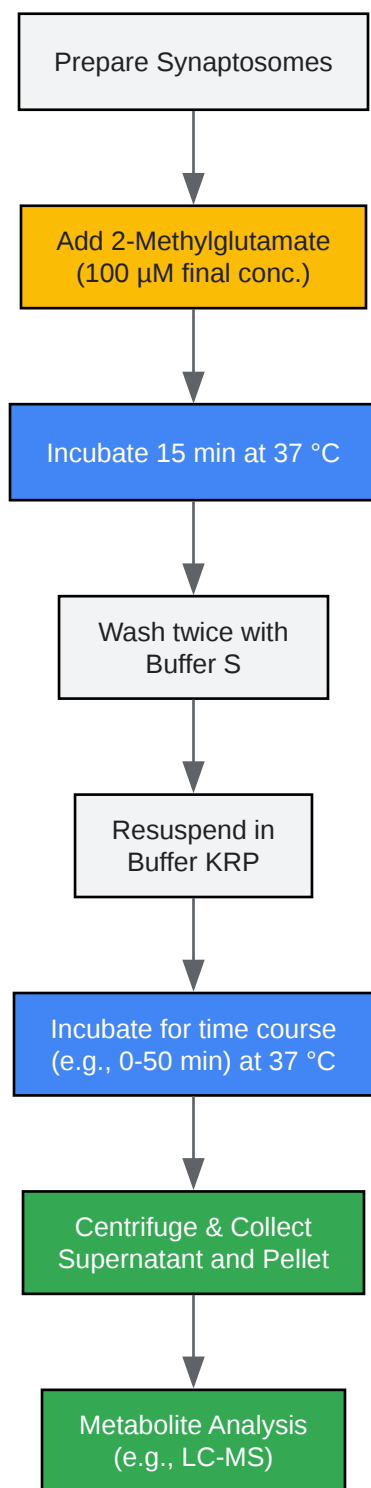 Prepare Synaptosomes
Add 2-Methylglutamate
(100 µM final conc.)
Incubate 15 min at 37 °C
Wash twice with
Buffer S
Resuspend in
Buffer KRP
Incubate for time course
(e.g., 0-50 min) at 37 °C
Centrifuge & Collect
Supernatant and Pellet
Metabolite Analysis
(e.g., LC-MS)